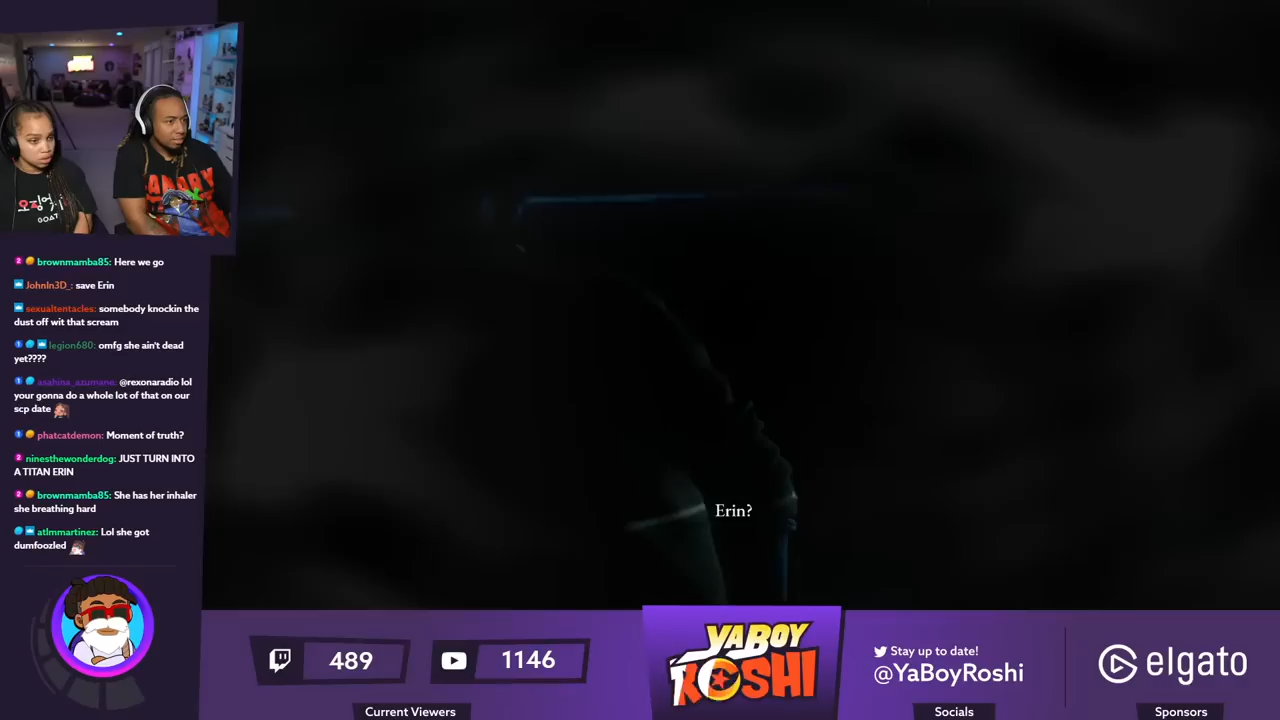 brownmamba85: Here we go
JohnIn3D_: save Erin
sexualtentacles: somebody knockin the
dust off wit that scream
legion680: omfg she ain't dead
yet????
asahina_azumane: @rexonaradio lol
your gonna do a whole lot of that on our
scp date
phatcatdemon: Moment of truth?
ninesthewonderdog: JUST TURN INTO
A TITAN ERIN
brownmamba85: She has her inhaler
she breathing hard
atlmmartinez: Lol she got
dumfoozled
GOAT
Erin?
489
1146
Current Viewers
YABOY
ROSHI
Stay up to date!
@YaBoyRoshi
Socials
elgato
Sponsors